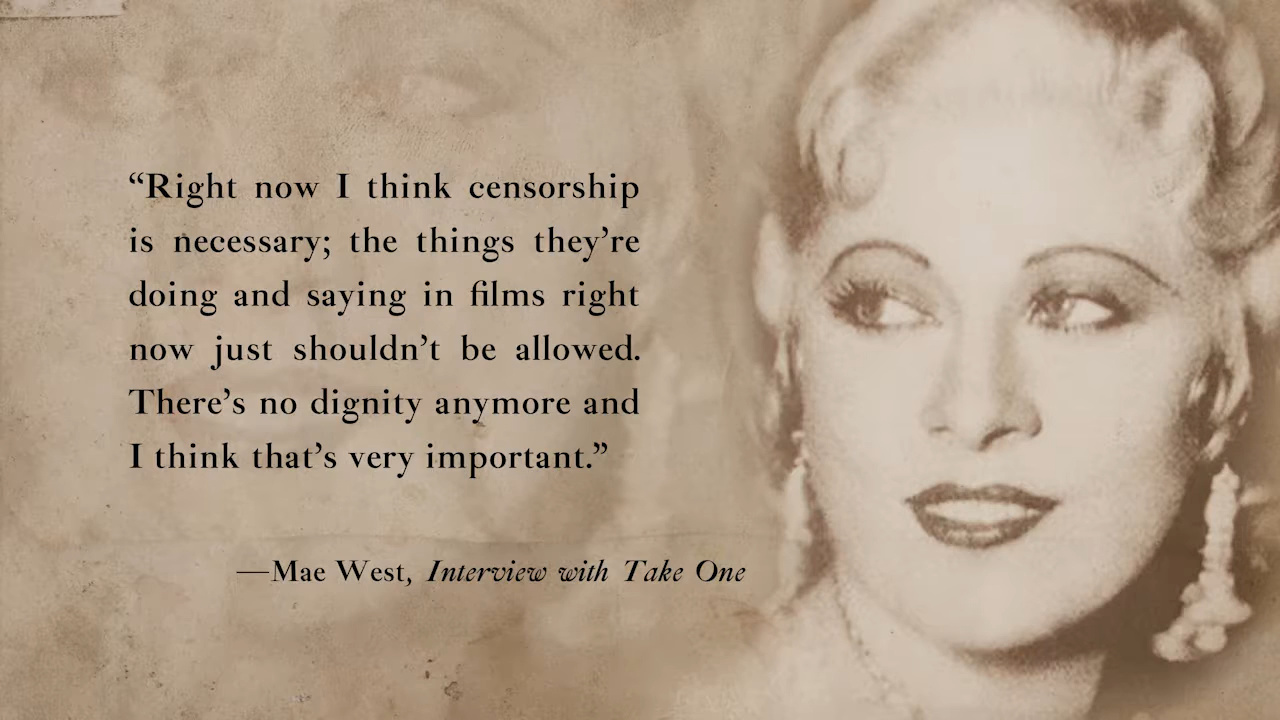 “Right now I think censorship
is necessary; the things they’re
doing and saying in films right
now just shouldn’t be allowed.
There’s no dignity anymore and
I think that’s very important.”
—Mae West, Interview with Take One